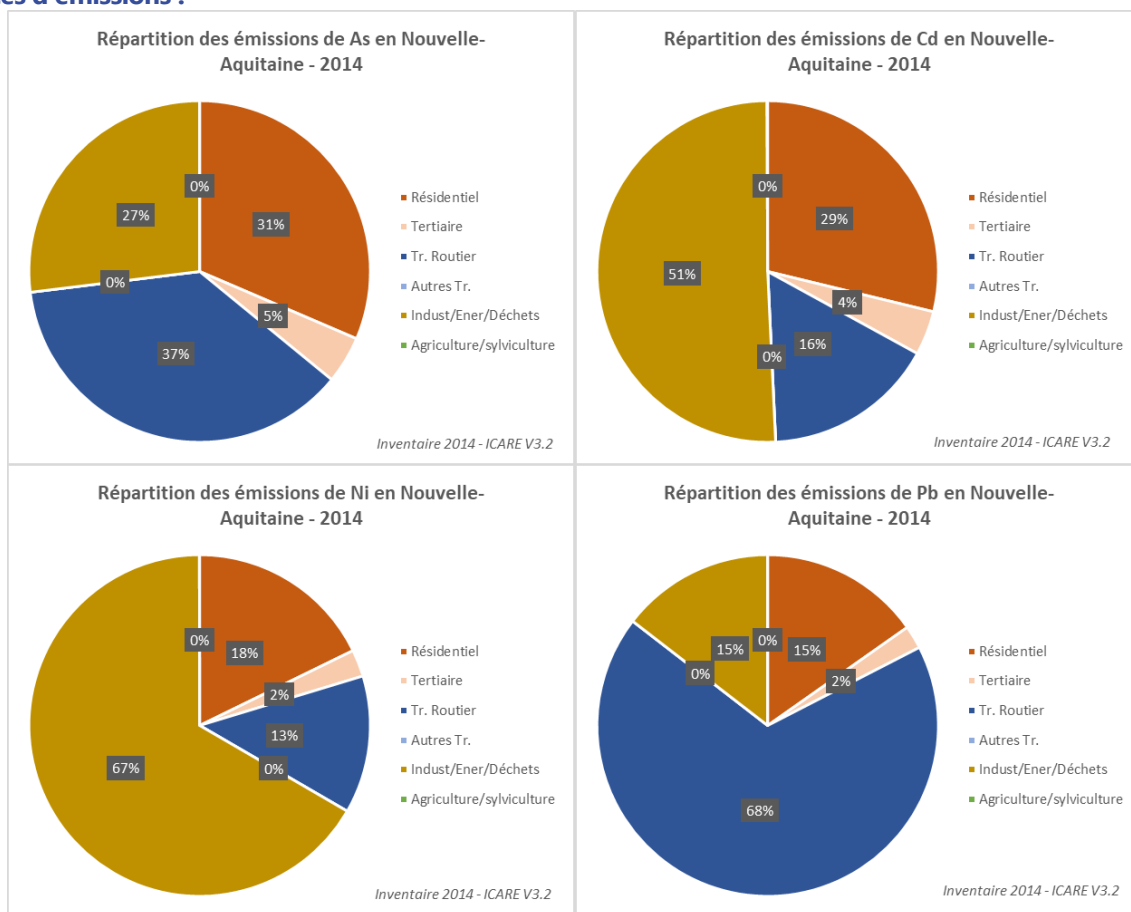 Répartition des émissions de As en Nouvelle-
Aquitaine - 2014
0%
31%
27%
0%
5%
37%
Résidentiel
Tertiaire
Tr. Routier
Autres Tr.
Indust/Ener/Déchets
Agriculture/sylviculture
Inventaire 2014 - ICARE V3.2
Répartition des émissions de Cd en Nouvelle-
Aquitaine - 2014
0%
29%
51%
4%
16%
0%
Résidentiel
Tertiaire
Tr. Routier
Autres Tr.
Indust/Ener/Déchets
Agriculture/sylviculture
Inventaire 2014 - ICARE V3.2
Répartition des émissions de Ni en Nouvelle-
Aquitaine - 2014
0%
18%
2%
13%
67%
0%
Résidentiel
Tertiaire
Tr. Routier
Autres Tr.
Indust/Ener/Déchets
Agriculture/sylviculture
Inventaire 2014 - ICARE V3.2
Répartition des émissions de Pb en Nouvelle-
Aquitaine - 2014
0%
15%
15%
0%
2%
68%
Résidentiel
Tertiaire
Tr. Routier
Autres Tr.
Indust/Ener/Déchets
Agriculture/sylviculture
Inventaire 2014 - ICARE V3.2